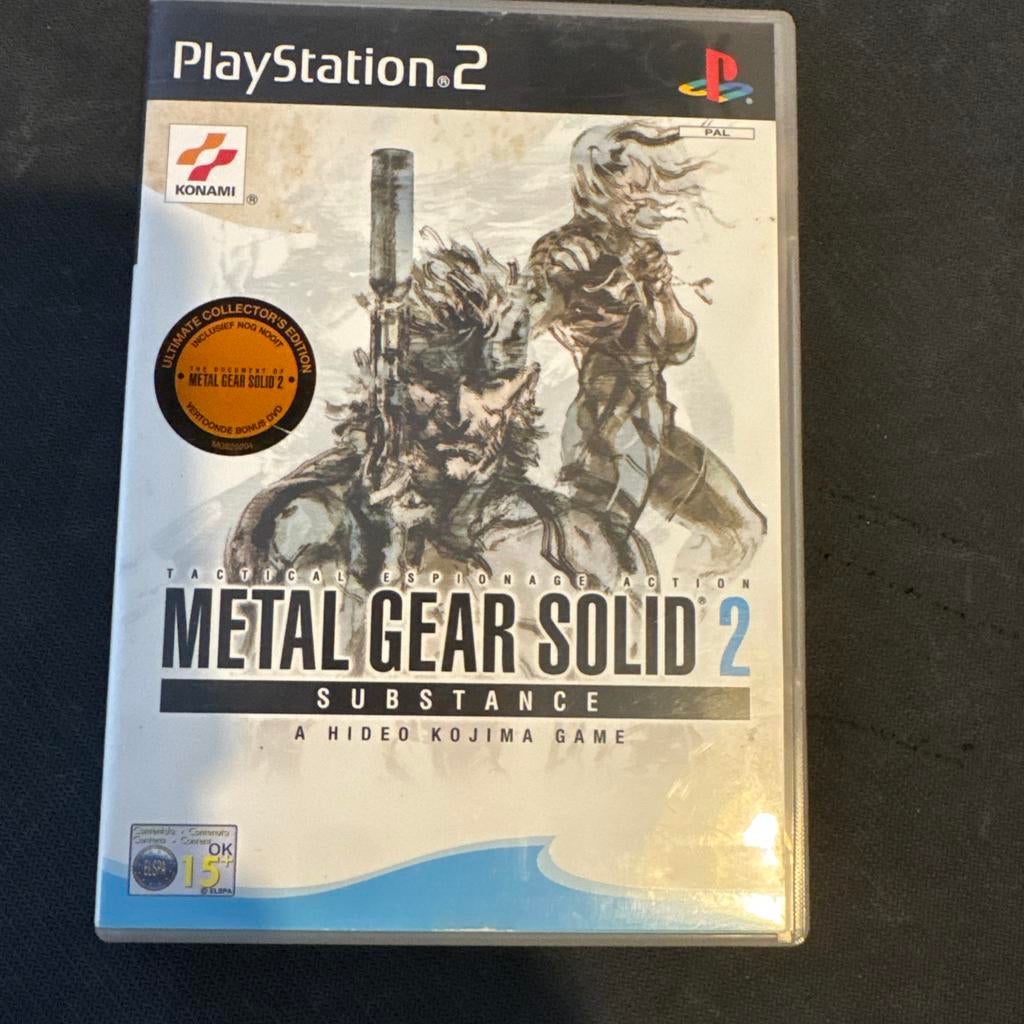 PlayStation®2
PAL
KONAMI®
ULTIMATE COLLECTOR'S EDITION
INCLUSIEF NOG NOOIT
THE DOCUMENT OF
METAL GEAR SOLID 2
VERTOONDE BONUS DVD
TACTICAL ESPIONAGE ACTION
METAL GEAR SOLID® 2
SUBSTANCE
A HIDEO KOJIMA GAME
OK
ELSPA 15+
© ELSPA